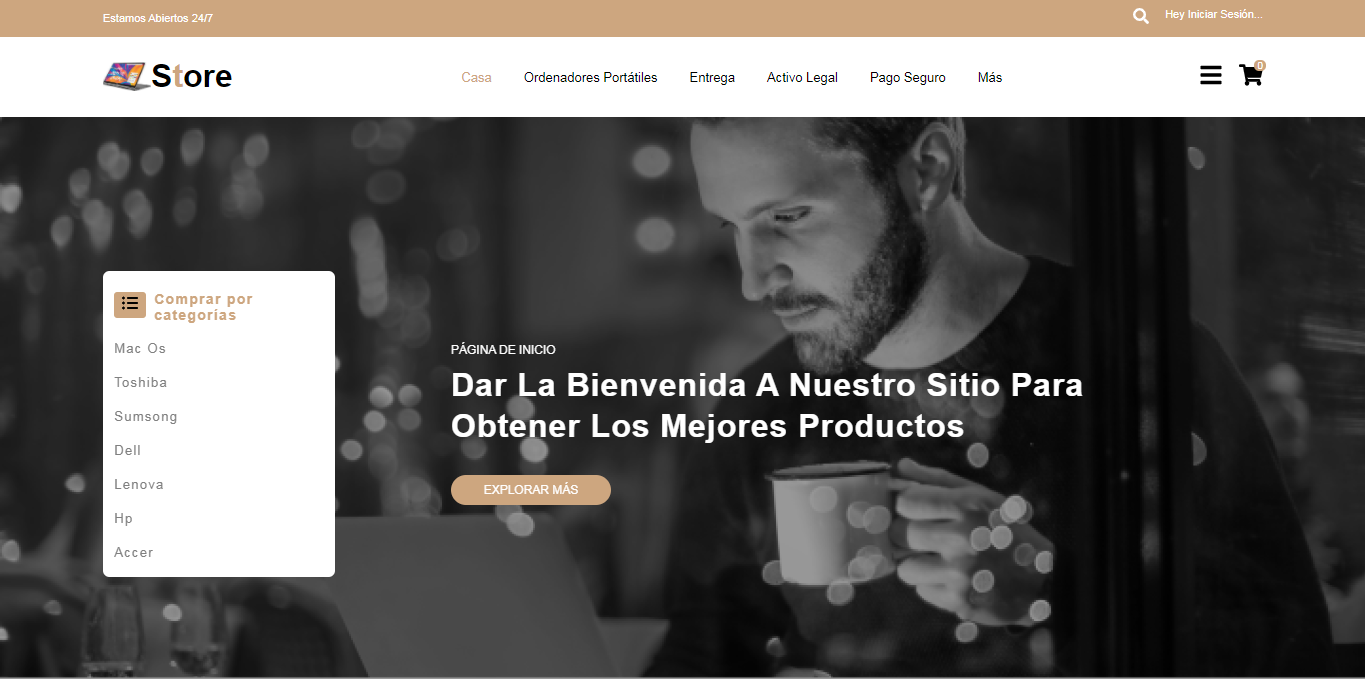 Estamos Abiertos 24/7
Hey Iniciar Sesión...
Store
Casa
Ordenadores Portátiles
Entrega
Activo Legal
Pago Seguro
Más
0
Comprar por
categorías
Mac Os
Toshiba
Sumsong
Dell
Lenova
Hp
Accer
PÁGINA DE INICIO
Dar La Bienvenida A Nuestro Sitio Para
Obtener Los Mejores Productos
EXPLORAR MÁS